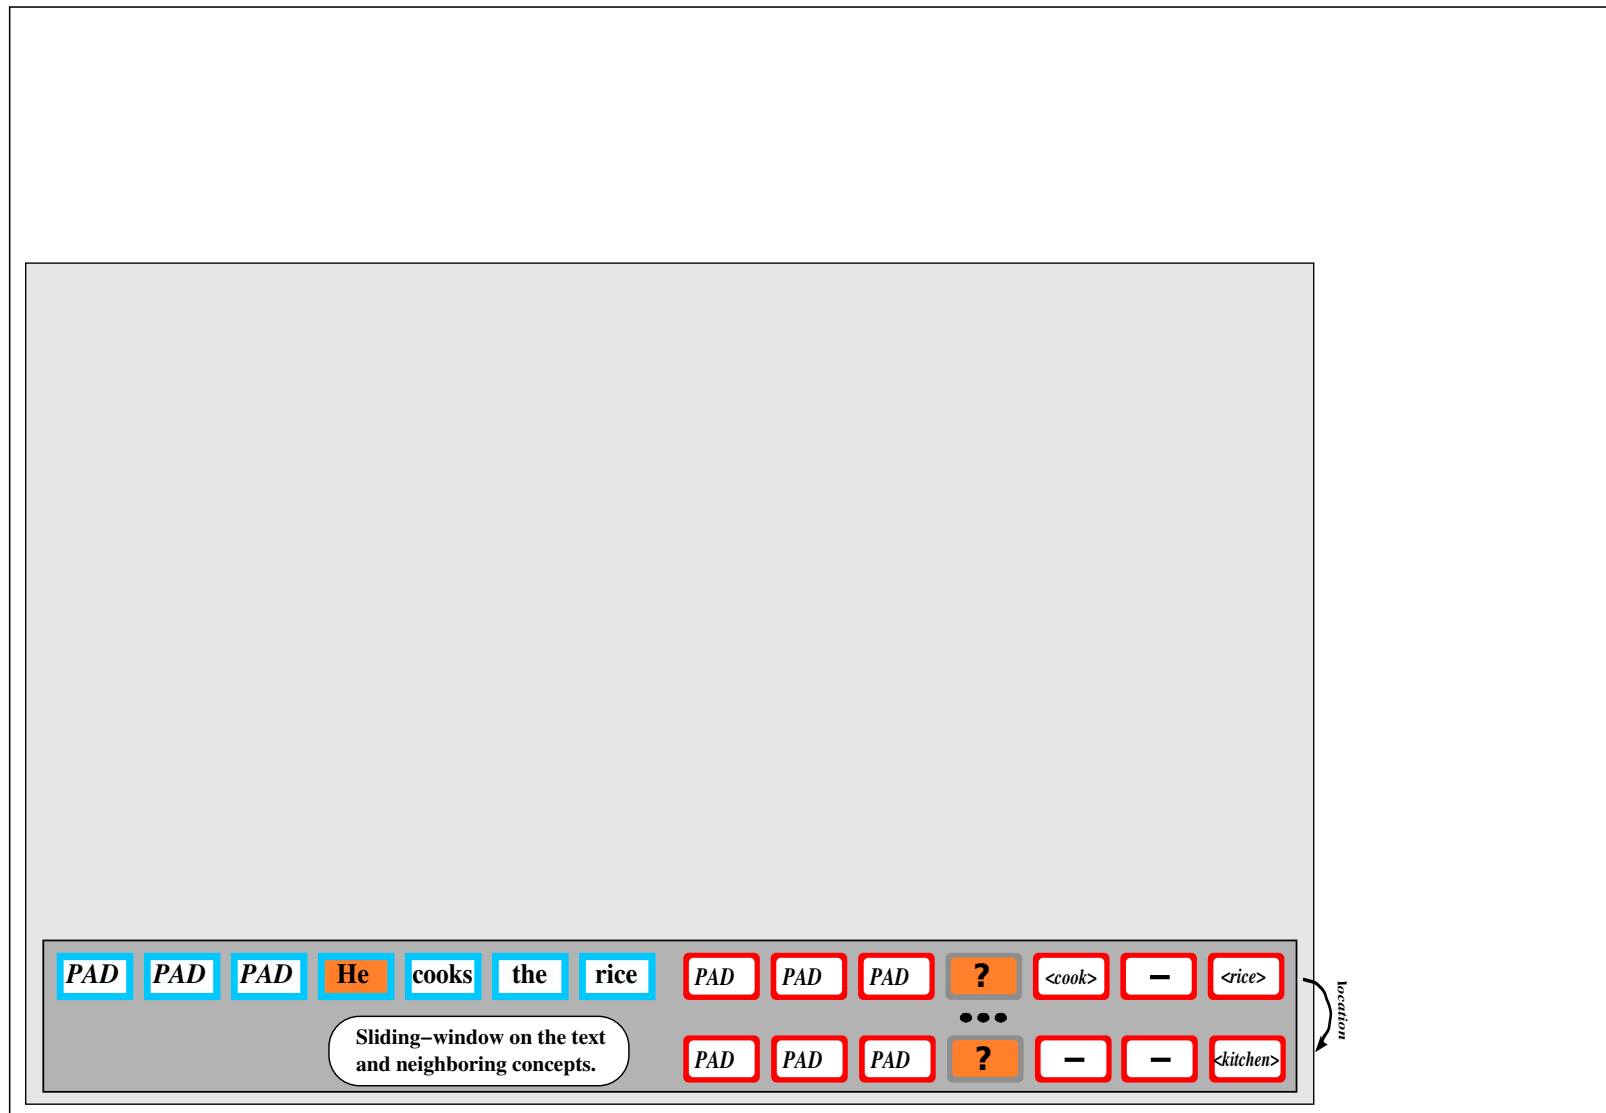 PAD PAD PAD He cooks the rice PAD PAD PAD ? <cook> – <rice>
location
Sliding–window on the text
and neighboring concepts.
PAD PAD PAD ? – – <kitchen>